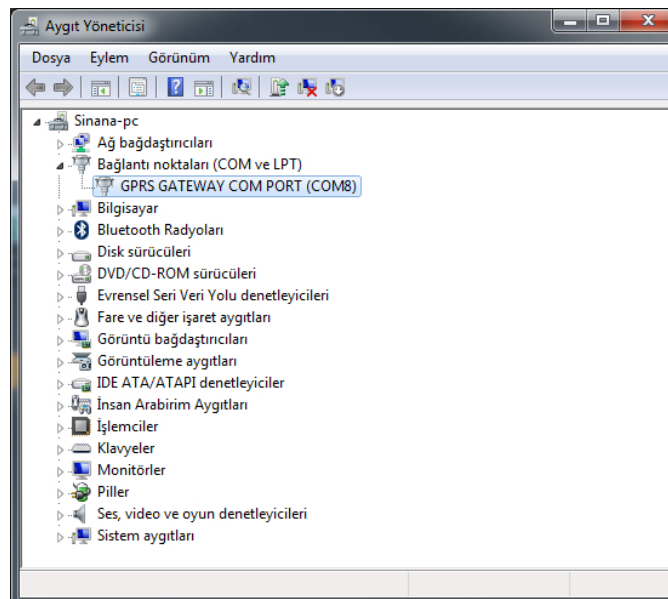 Aygıt Yöneticisi
Dosya Eylem Görünüm Yardım
Sinana-pc
Ağ bağdaştırıcıları
Bağlantı noktaları (COM ve LPT)
GPRS GATEWAY COM PORT (COM8)
Bilgisayar
Bluetooth Radyoları
Disk sürücüleri
DVD/CD-ROM sürücüleri
Evrensel Seri Veri Yolu denetleyicileri
Fare ve diğer işaret aygıtları
Görüntü bağdaştırıcıları
Görüntüleme aygıtları
IDE ATA/ATAPI denetleyiciler
İnsan Arabirim Aygıtları
İşlemciler
Klavyeler
Monitörler
Piller
Ses, video ve oyun denetleyicileri
Sistem aygıtları